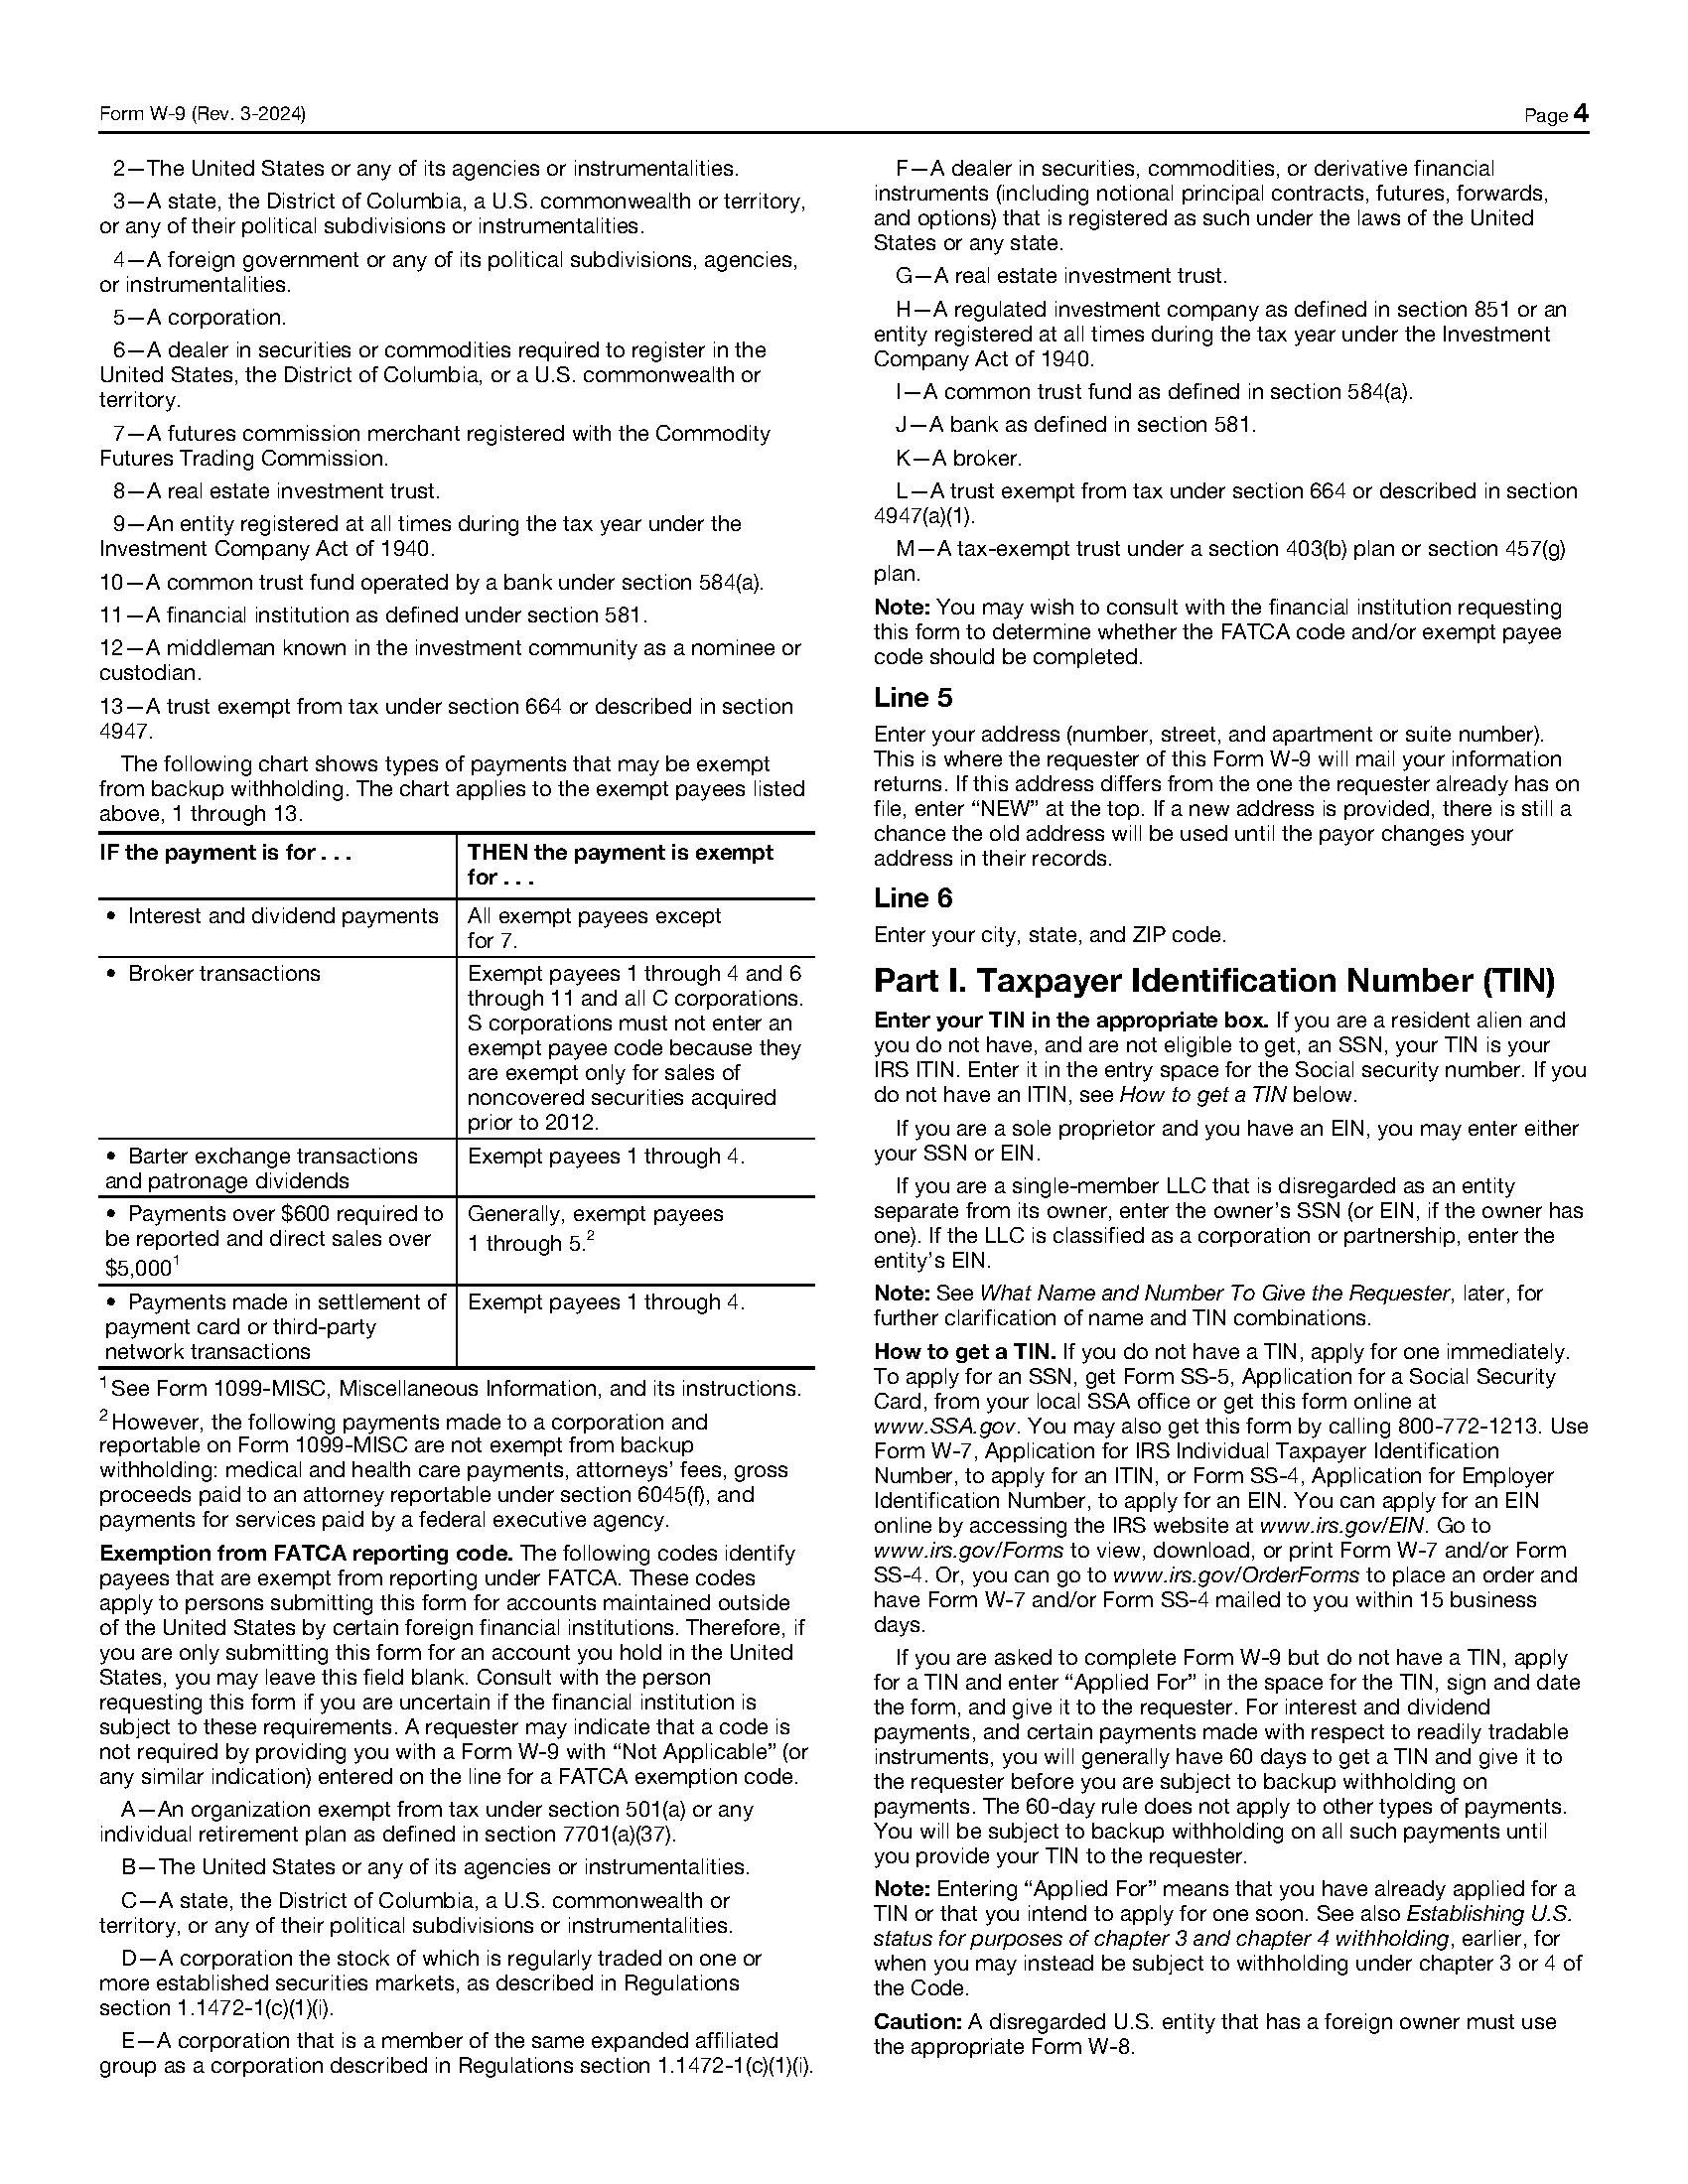 Form W-9 (Rev. 3-2024)
Page 4
2—The United States or any of its agencies or instrumentalities.
3—A state, the District of Columbia, a U.S. commonwealth or territory,
or any of their political subdivisions or instrumentalities.
4—A foreign government or any of its political subdivisions, agencies,
or instrumentalities.
5—A corporation.
6—A dealer in securities or commodities required to register in the
United States, the District of Columbia, or a U.S. commonwealth or
territory.
7—A futures commission merchant registered with the Commodity
Futures Trading Commission.
8—A real estate investment trust.
9—An entity registered at all times during the tax year under the
Investment Company Act of 1940.
10—A common trust fund operated by a bank under section 584(a).
11—A financial institution as defined under section 581.
12—A middleman known in the investment community as a nominee or
custodian.
13—A trust exempt from tax under section 664 or described in section
4947.
The following chart shows types of payments that may be exempt
from backup withholding. The chart applies to the exempt payees listed
above, 1 through 13.
IF the payment is for . . .
THEN the payment is exempt
for . . .
• Interest and dividend payments
All exempt payees except
for 7.
• Broker transactions
Exempt payees 1 through 4 and 6
through 11 and all C corporations.
S corporations must not enter an
exempt payee code because they
are exempt only for sales of
noncovered securities acquired
prior to 2012.
• Barter exchange transactions
and patronage dividends
Exempt payees 1 through 4.
• Payments over $600 required to
be reported and direct sales over
$5,000¹
Generally, exempt payees
1 through 5.²
• Payments made in settlement of
payment card or third-party
network transactions
Exempt payees 1 through 4.
¹ See Form 1099-MISC, Miscellaneous Information, and its instructions.
² However, the following payments made to a corporation and
reportable on Form 1099-MISC are not exempt from backup
withholding: medical and health care payments, attorneys’ fees, gross
proceeds paid to an attorney reportable under section 6045(f), and
payments for services paid by a federal executive agency.
Exemption from FATCA reporting code. The following codes identify
payees that are exempt from reporting under FATCA. These codes
apply to persons submitting this form for accounts maintained outside
of the United States by certain foreign financial institutions. Therefore, if
you are only submitting this form for an account you hold in the United
States, you may leave this field blank. Consult with the person
requesting this form if you are uncertain if the financial institution is
subject to these requirements. A requester may indicate that a code is
not required by providing you with a Form W-9 with “Not Applicable” (or
any similar indication) entered on the line for a FATCA exemption code.
A—An organization exempt from tax under section 501(a) or any
individual retirement plan as defined in section 7701(a)(37).
B—The United States or any of its agencies or instrumentalities.
C—A state, the District of Columbia, a U.S. commonwealth or
territory, or any of their political subdivisions or instrumentalities.
D—A corporation the stock of which is regularly traded on one or
more established securities markets, as described in Regulations
section 1.1472-1(c)(1)(i).
E—A corporation that is a member of the same expanded affiliated
group as a corporation described in Regulations section 1.1472-1(c)(1)(i).
F—A dealer in securities, commodities, or derivative financial
instruments (including notional principal contracts, futures, forwards,
and options) that is registered as such under the laws of the United
States or any state.
G—A real estate investment trust.
H—A regulated investment company as defined in section 851 or an
entity registered at all times during the tax year under the Investment
Company Act of 1940.
I—A common trust fund as defined in section 584(a).
J—A bank as defined in section 581.
K—A broker.
L—A trust exempt from tax under section 664 or described in section
4947(a)(1).
M—A tax-exempt trust under a section 403(b) plan or section 457(g)
plan.
Note: You may wish to consult with the financial institution requesting
this form to determine whether the FATCA code and/or exempt payee
code should be completed.
Line 5
Enter your address (number, street, and apartment or suite number).
This is where the requester of this Form W-9 will mail your information
returns. If this address differs from the one the requester already has on
file, enter “NEW” at the top. If a new address is provided, there is still a
chance the old address will be used until the payor changes your
address in their records.
Line 6
Enter your city, state, and ZIP code.
Part I. Taxpayer Identification Number (TIN)
Enter your TIN in the appropriate box. If you are a resident alien and
you do not have, and are not eligible to get, an SSN, your TIN is your
IRS ITIN. Enter it in the entry space for the Social security number. If you
do not have an ITIN, see How to get a TIN below.
If you are a sole proprietor and you have an EIN, you may enter either
your SSN or EIN.
If you are a single-member LLC that is disregarded as an entity
separate from its owner, enter the owner’s SSN (or EIN, if the owner has
one). If the LLC is classified as a corporation or partnership, enter the
entity’s EIN.
Note: See What Name and Number To Give the Requester, later, for
further clarification of name and TIN combinations.
How to get a TIN. If you do not have a TIN, apply for one immediately.
To apply for an SSN, get Form SS-5, Application for a Social Security
Card, from your local SSA office or get this form online at
www.SSA.gov. You may also get this form by calling 800-772-1213. Use
Form W-7, Application for IRS Individual Taxpayer Identification
Number, to apply for an ITIN, or Form SS-4, Application for Employer
Identification Number, to apply for an EIN. You can apply for an EIN
online by accessing the IRS website at www.irs.gov/EIN. Go to
www.irs.gov/Forms to view, download, or print Form W-7 and/or Form
SS-4. Or, you can go to www.irs.gov/OrderForms to place an order and
have Form W-7 and/or Form SS-4 mailed to you within 15 business
days.
If you are asked to complete Form W-9 but do not have a TIN, apply
for a TIN and enter “Applied For” in the space for the TIN, sign and date
the form, and give it to the requester. For interest and dividend
payments, and certain payments made with respect to readily tradable
instruments, you will generally have 60 days to get a TIN and give it to
the requester before you are subject to backup withholding on
payments. The 60-day rule does not apply to other types of payments.
You will be subject to backup withholding on all such payments until
you provide your TIN to the requester.
Note: Entering “Applied For” means that you have already applied for a
TIN or that you intend to apply for one soon. See also Establishing U.S.
status for purposes of chapter 3 and chapter 4 withholding, earlier, for
when you may instead be subject to withholding under chapter 3 or 4 of
the Code.
Caution: A disregarded U.S. entity that has a foreign owner must use
the appropriate Form W-8.